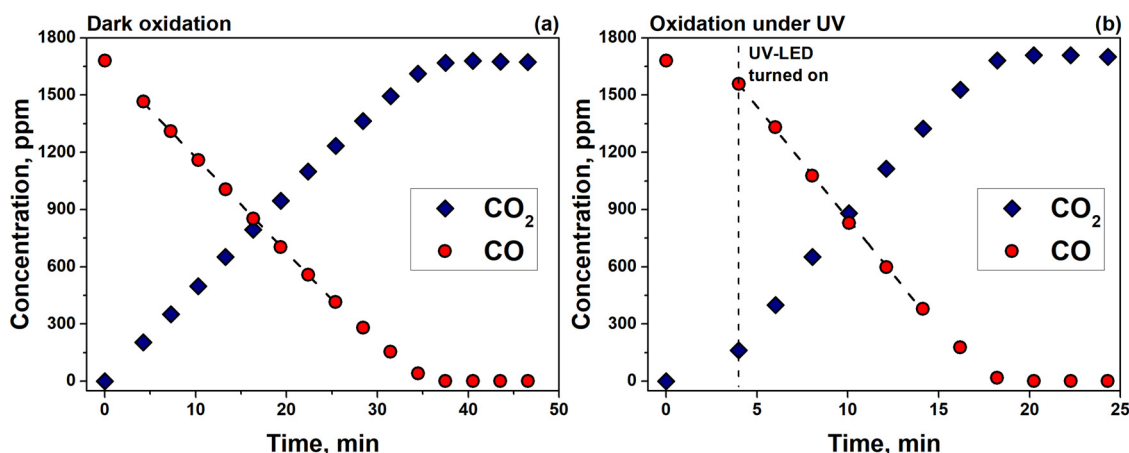 Dark oxidation (a)
1800
1500
1200
900
600
300
0
Concentration, ppm
CO2
CO
0 10 20 30 40 50
Time, min
Oxidation under UV (b)
UV-LED
turned on
1800
1500
1200
900
600
300
0
Concentration, ppm
CO2
CO
0 5 10 15 20 25
Time, min